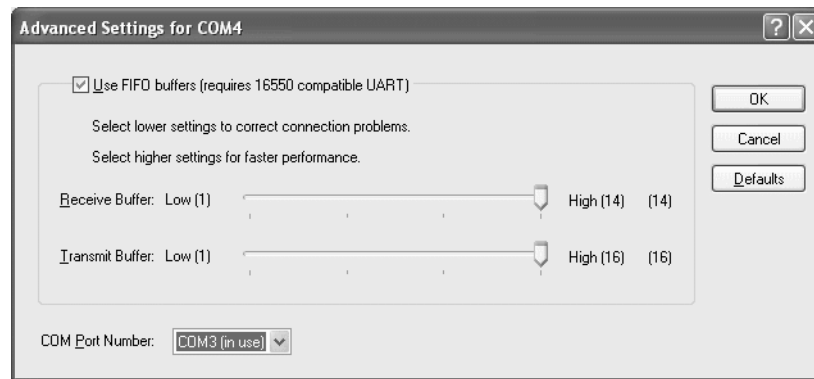 Advanced Settings for COM4
Use FIFO buffers (requires 16550 compatible UART)
OK
Select lower settings to correct connection problems.
Cancel
Select higher settings for faster performance.
Defaults
Receive Buffer: Low (1) High (14) (14)
Transmit Buffer: Low (1) High (16) (16)
COM Port Number: COM3 (in use)